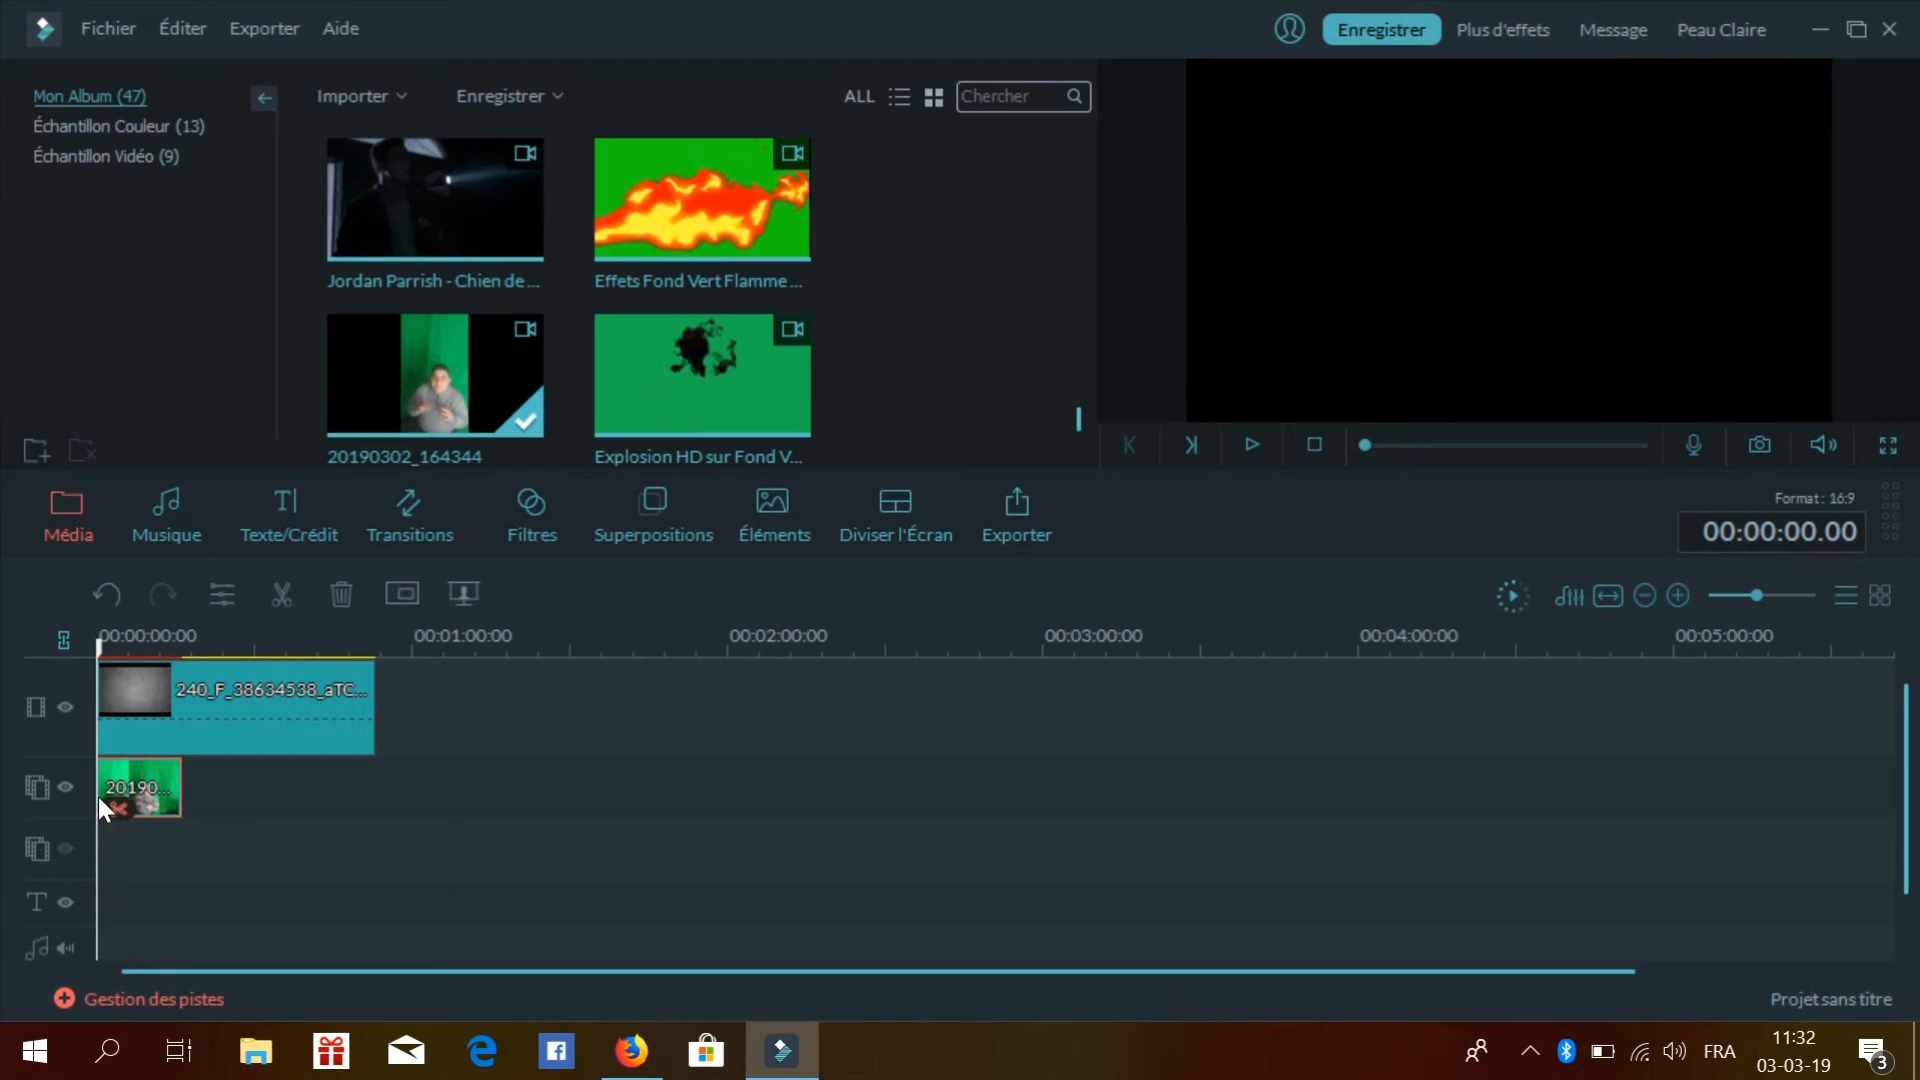 Fichier Éditer Exporter Aide
Enregistrer Plus d'effets Message Peau Claire
Mon Album (47)
Échantillon Couleur (13)
Échantillon Vidéo (9)
Importer Enregistrer ALL Chercher
Jordan Parrish - Chien de ... Effets Fond Vert Flamme ...
20190302_164344 Explosion HD sur Fond V...
Média Musique Texte/Crédit Transitions Filtres Superpositions Éléments Diviser l'Écran Exporter
Format : 16:9
00:00:00.00
00:00:00:00 00:01:00:00 00:02:00:00 00:03:00:00 00:04:00:00 00:05:00:00
240_F_38634538_aTC...
20190...
Gestion des pistes Projet sans titre
FRA 11:32
03-03-19
3